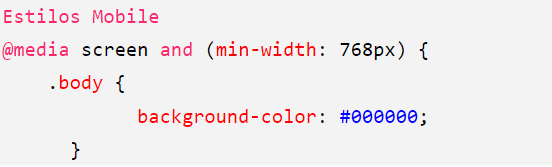 Estilos Mobile
@media screen and (min-width: 768px) {
.body {
background-color: #000000;
}